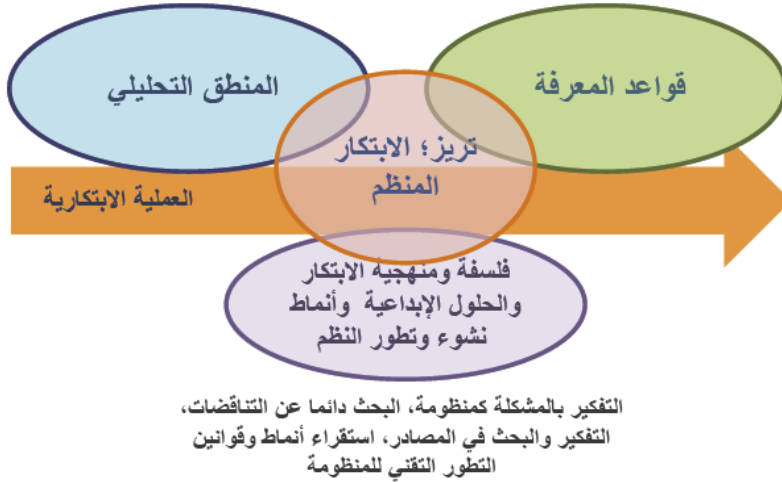 قواعد المعرفة
المنطق التحليلي
تريز؛ الابتكار
المنظم
العملية الابتكارية
فلسفة ومنهجية الابتكار
والحلول الإبداعية وأنماط
نشوء وتطور النظم
التفكير بالمشكلة كمنظومة، البحث دائما عن التناقضات،
التفكير والبحث في المصادر، استقراء أنماط وقوانين
التطور التقني للمنظومة